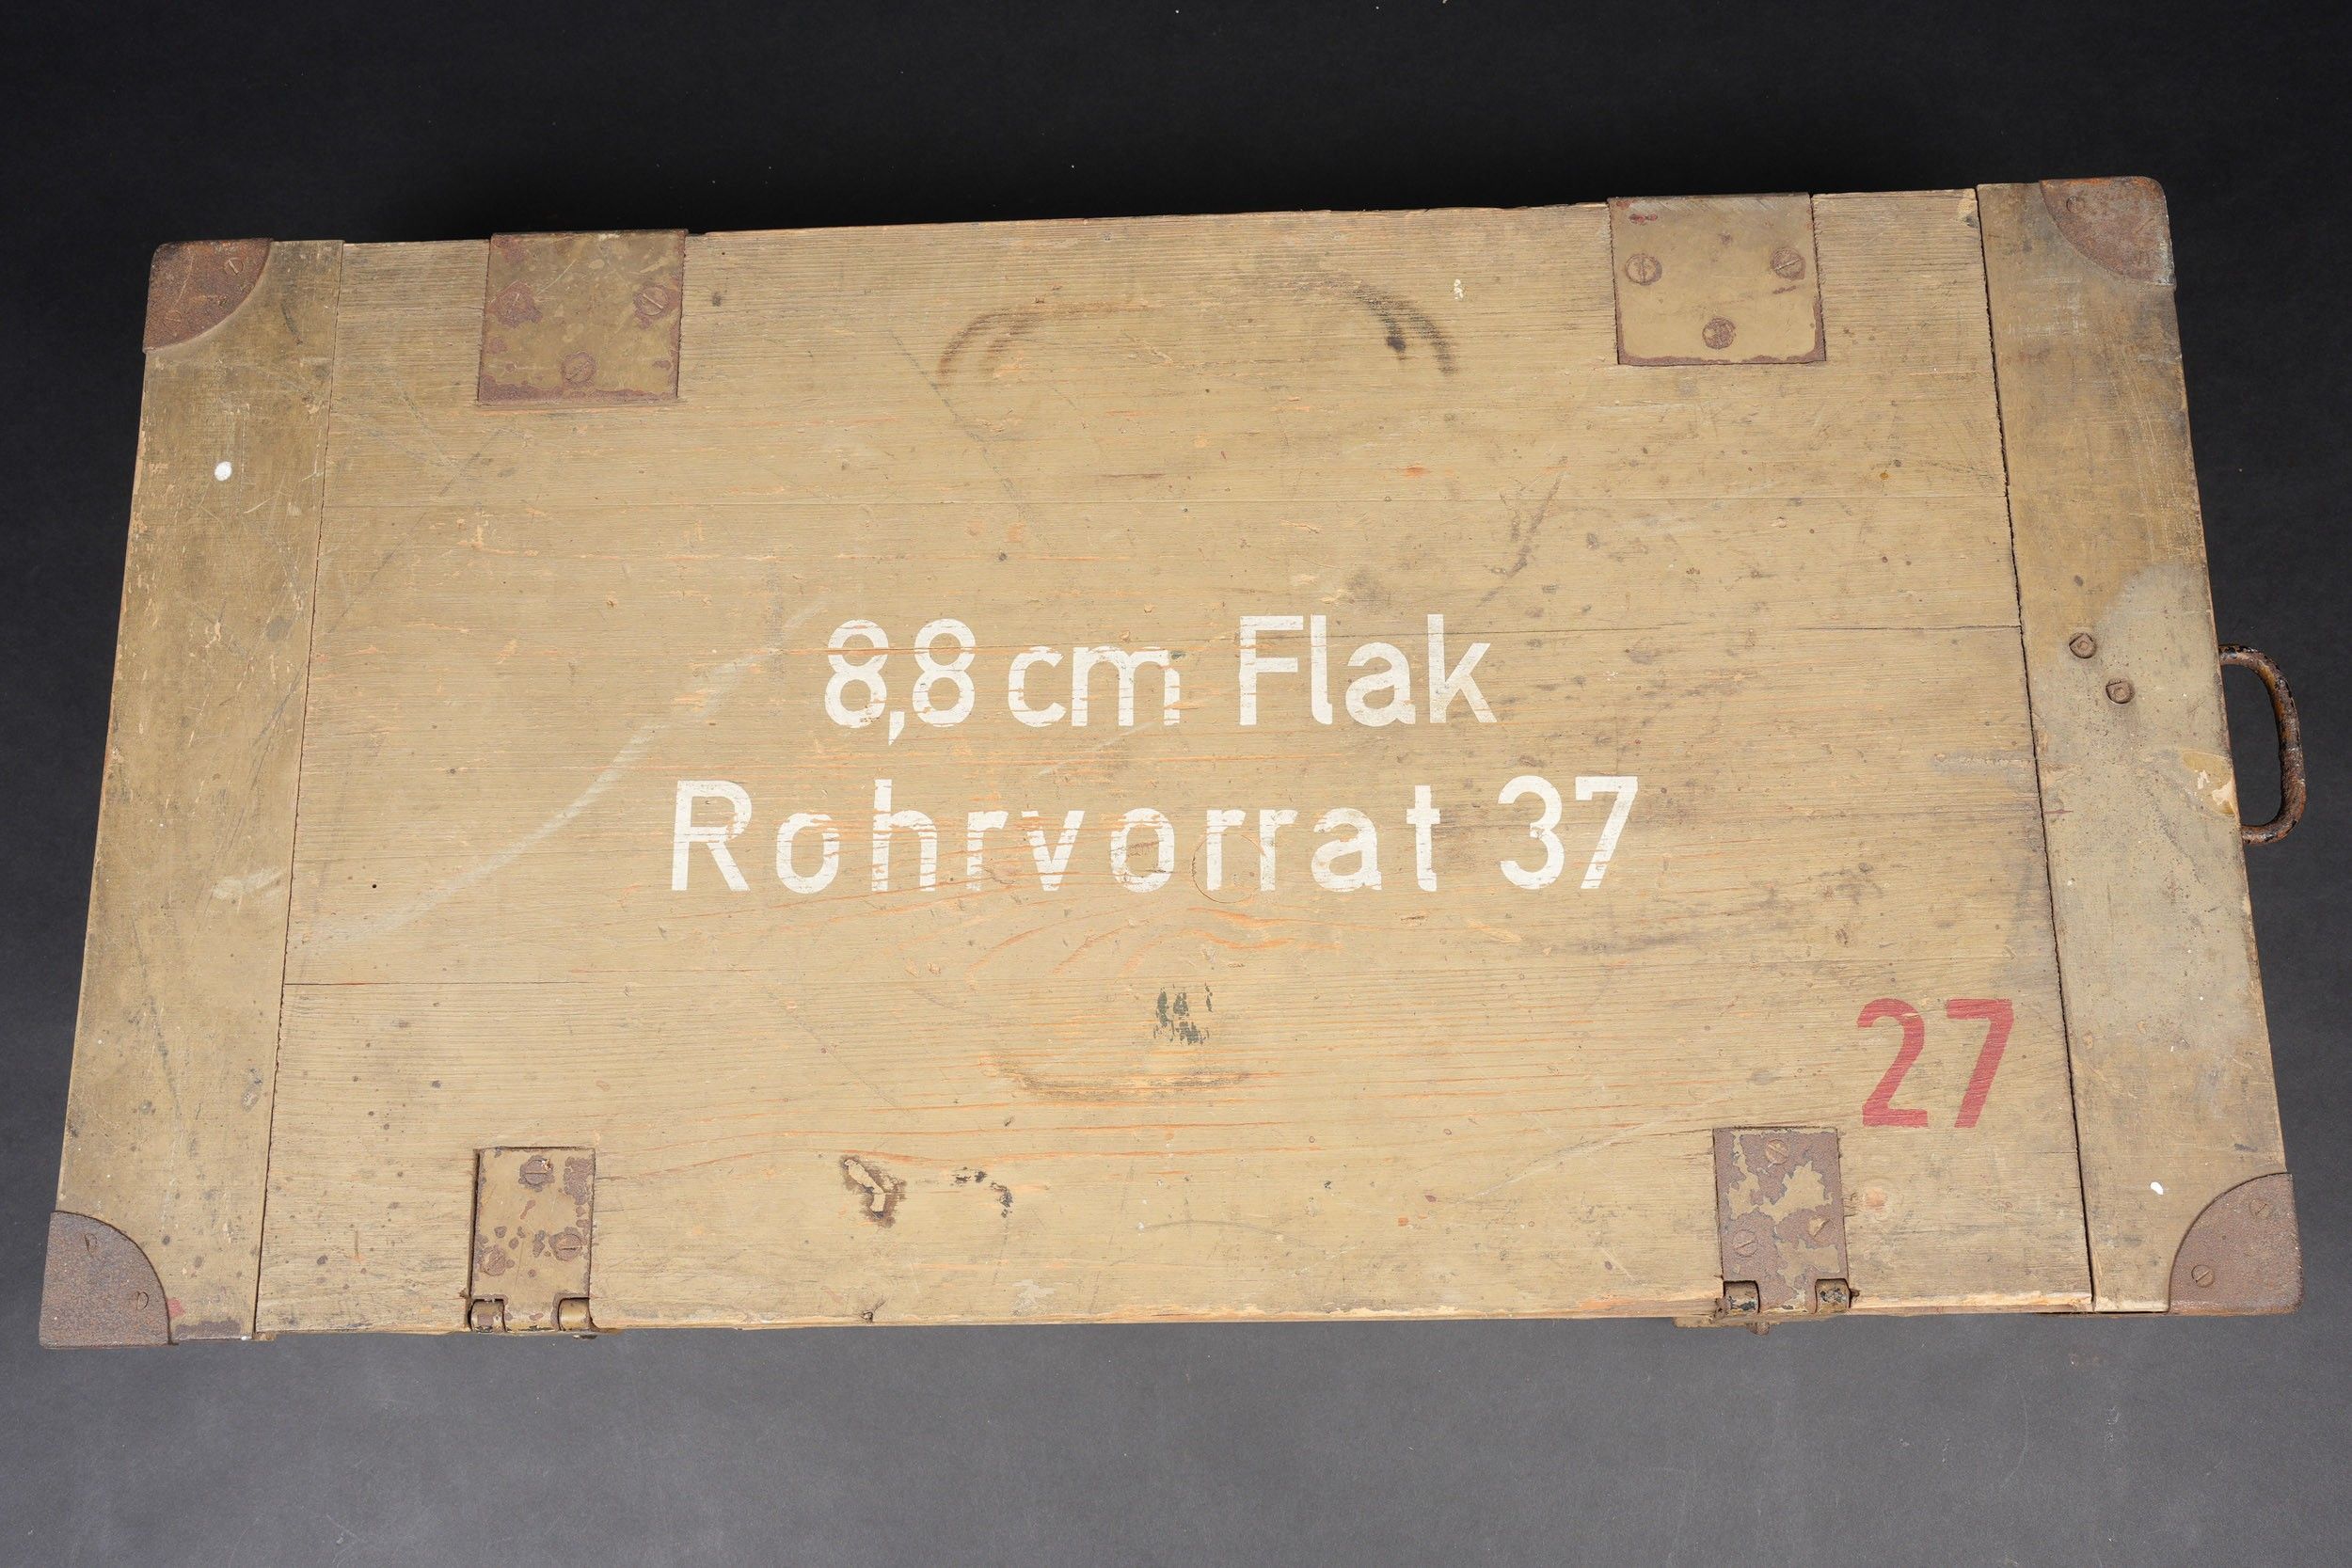 8,8 cm Flak
Rohrvorrat 37
27